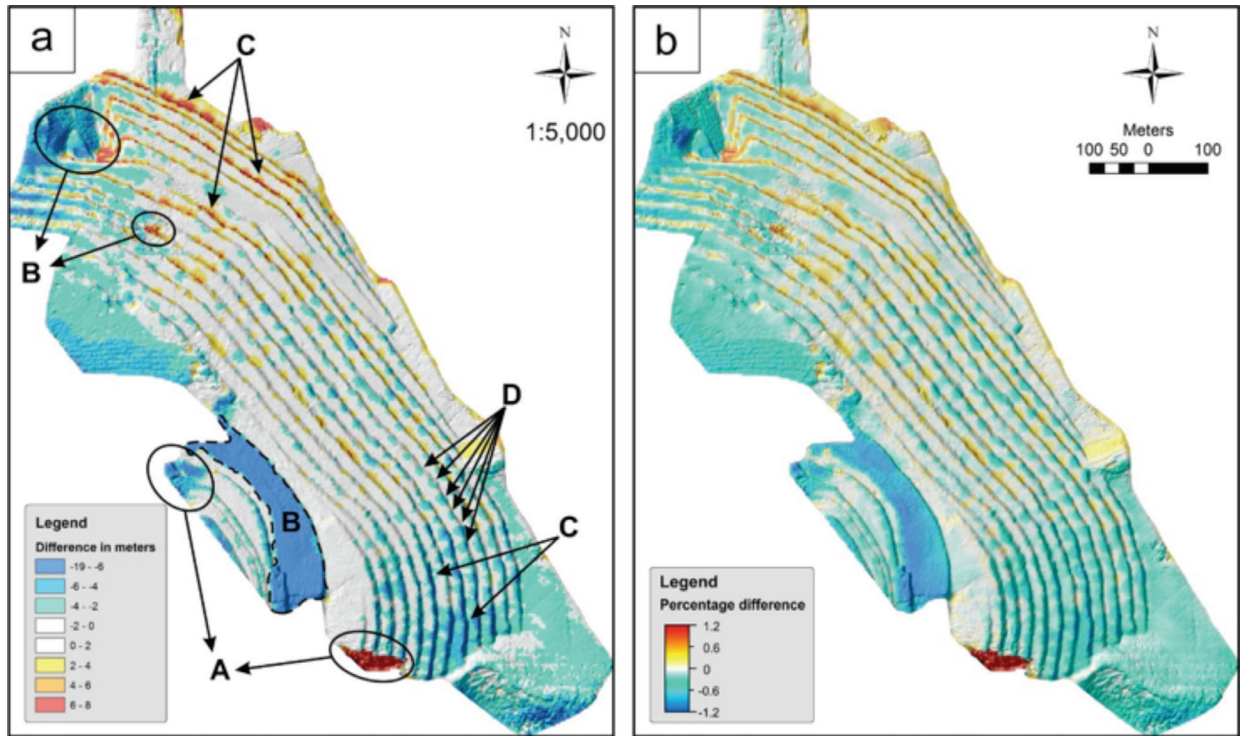 a
C
N
1:5,000
B
D
B
C
A
Legend
Difference in meters
-19 - -6
-6 - -4
-4 - -2
-2 - 0
0 - 2
2 - 4
4 - 6
6 - 8
b
N
Meters
100 50 0 100
Legend
Percentage difference
1.2
0.6
0
-0.6
-1.2